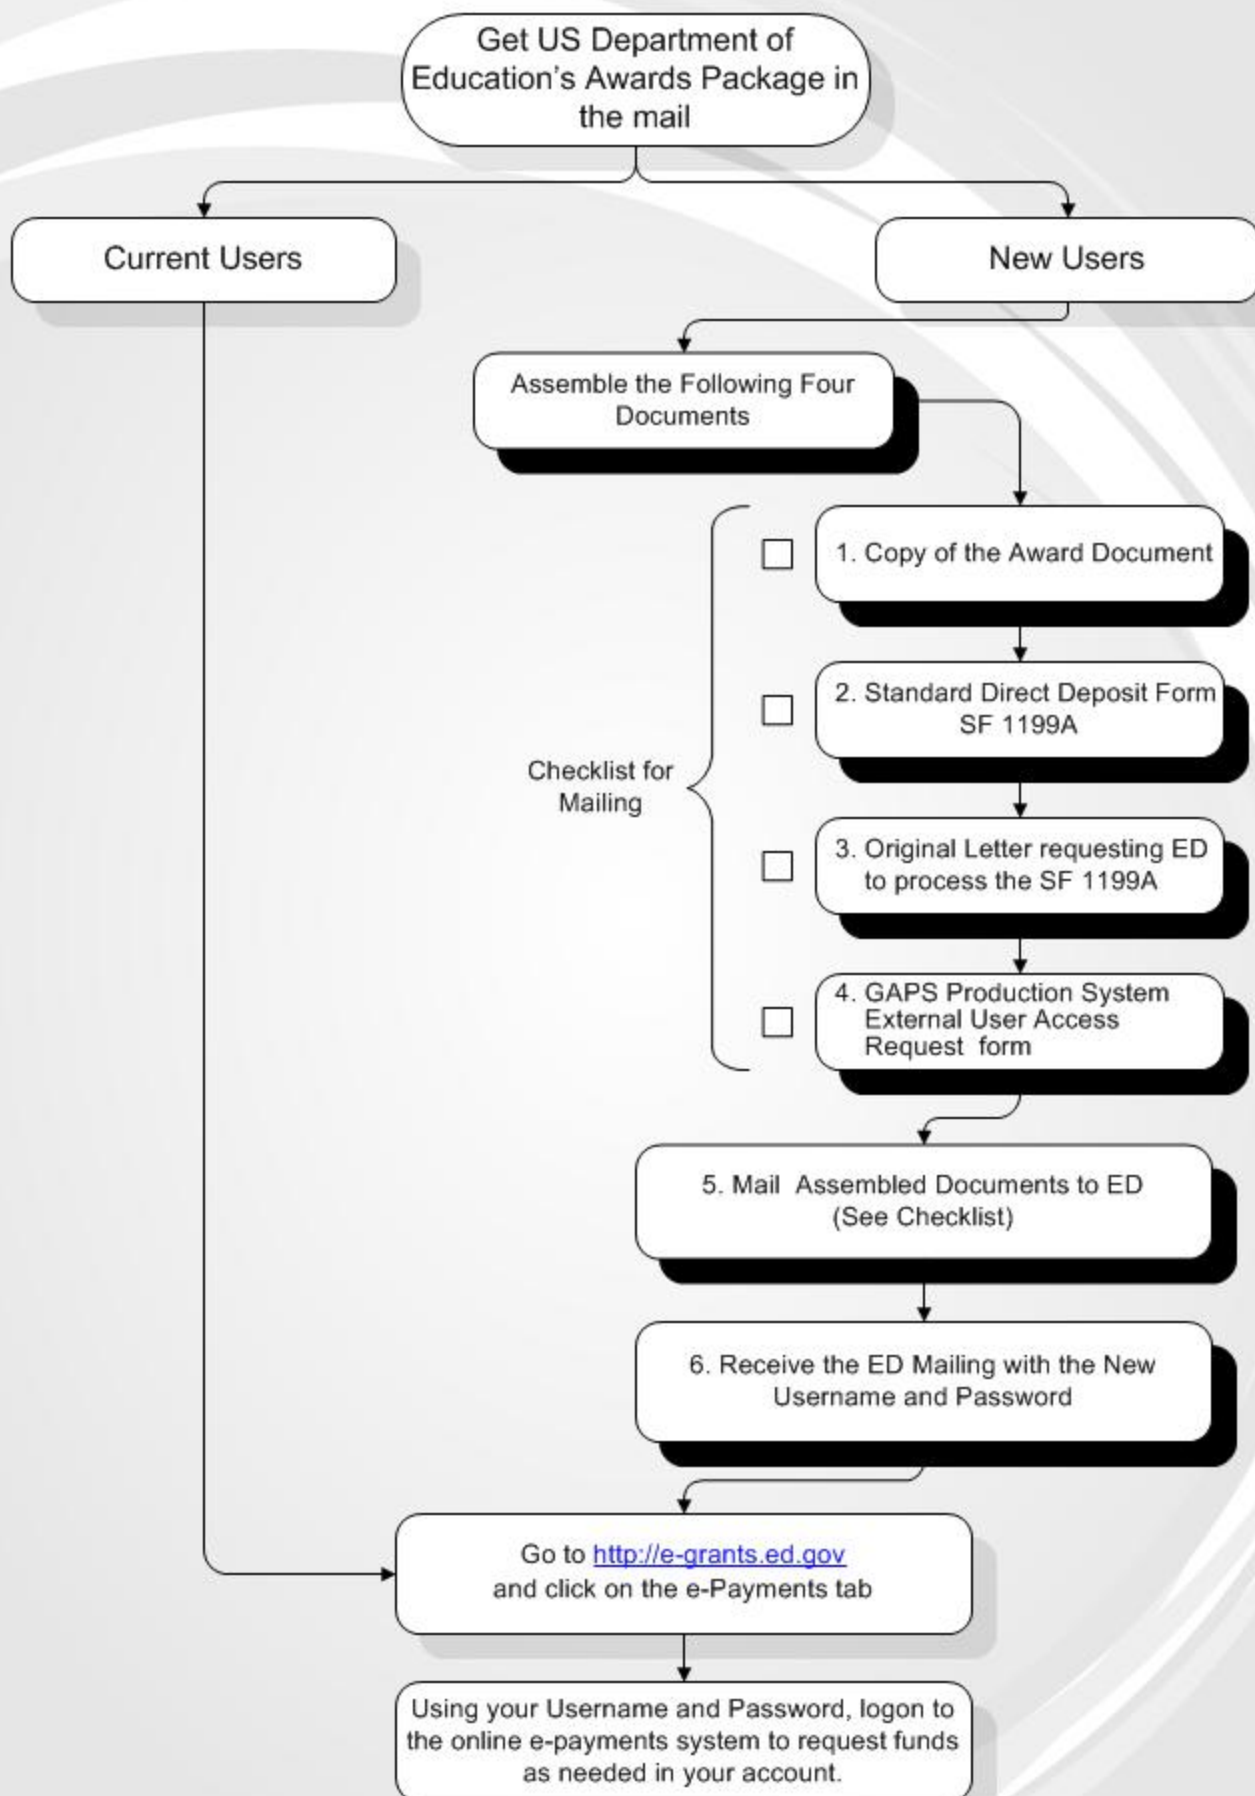 Get US Department of
Education's Awards Package in
the mail
Current Users
New Users
Assemble the Following Four
Documents
1. Copy of the Award Document
2. Standard Direct Deposit Form
SF 1199A
Checklist for
Mailing
3. Original Letter requesting ED
to process the SF 1199A
4. GAPS Production System
External User Access
Request form
5. Mail Assembled Documents to ED
(See Checklist)
6. Receive the ED Mailing with the New
Username and Password
Go to http://e-grants.ed.gov
and click on the e-Payments tab
Using your Username and Password, logon to
the online e-payments system to request funds
as needed in your account.